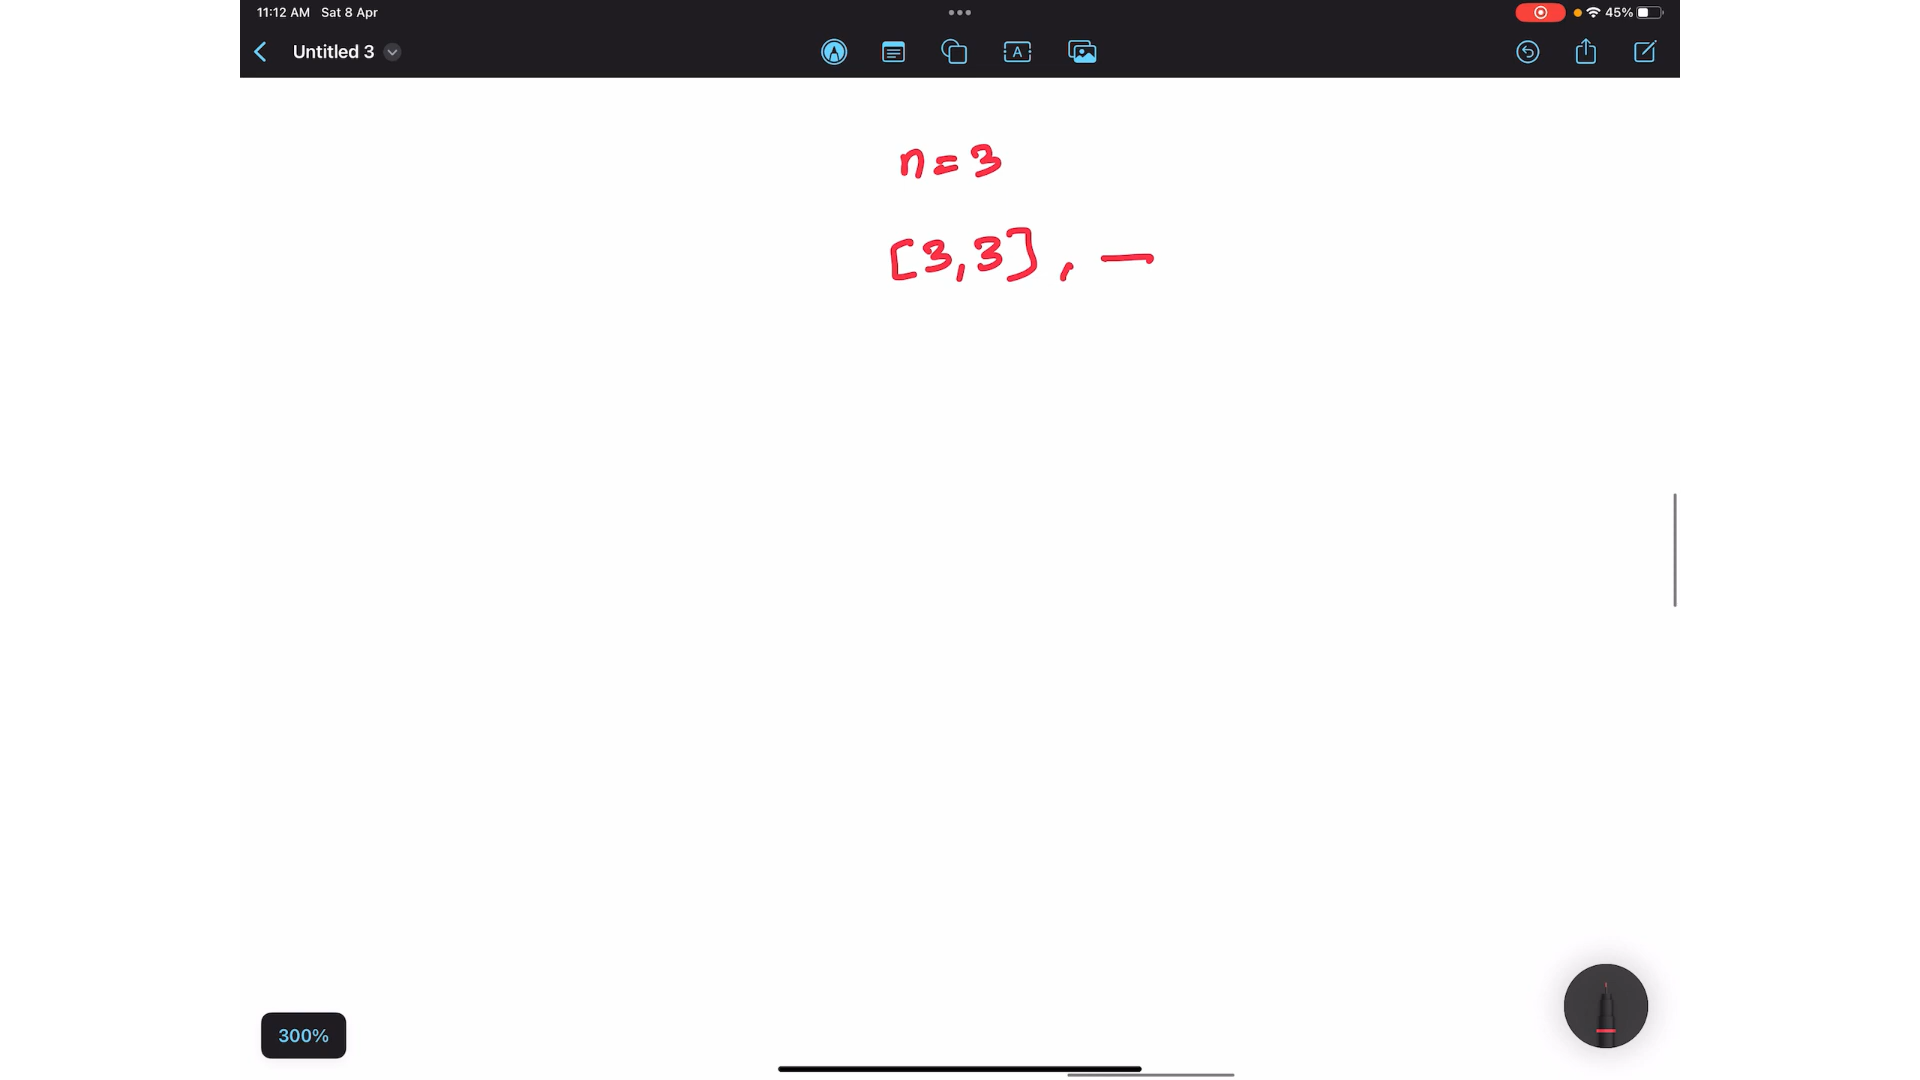 11:12 AM Sat 8 Apr
45%
Untitled 3
A
n=3
[3,3], —
300%